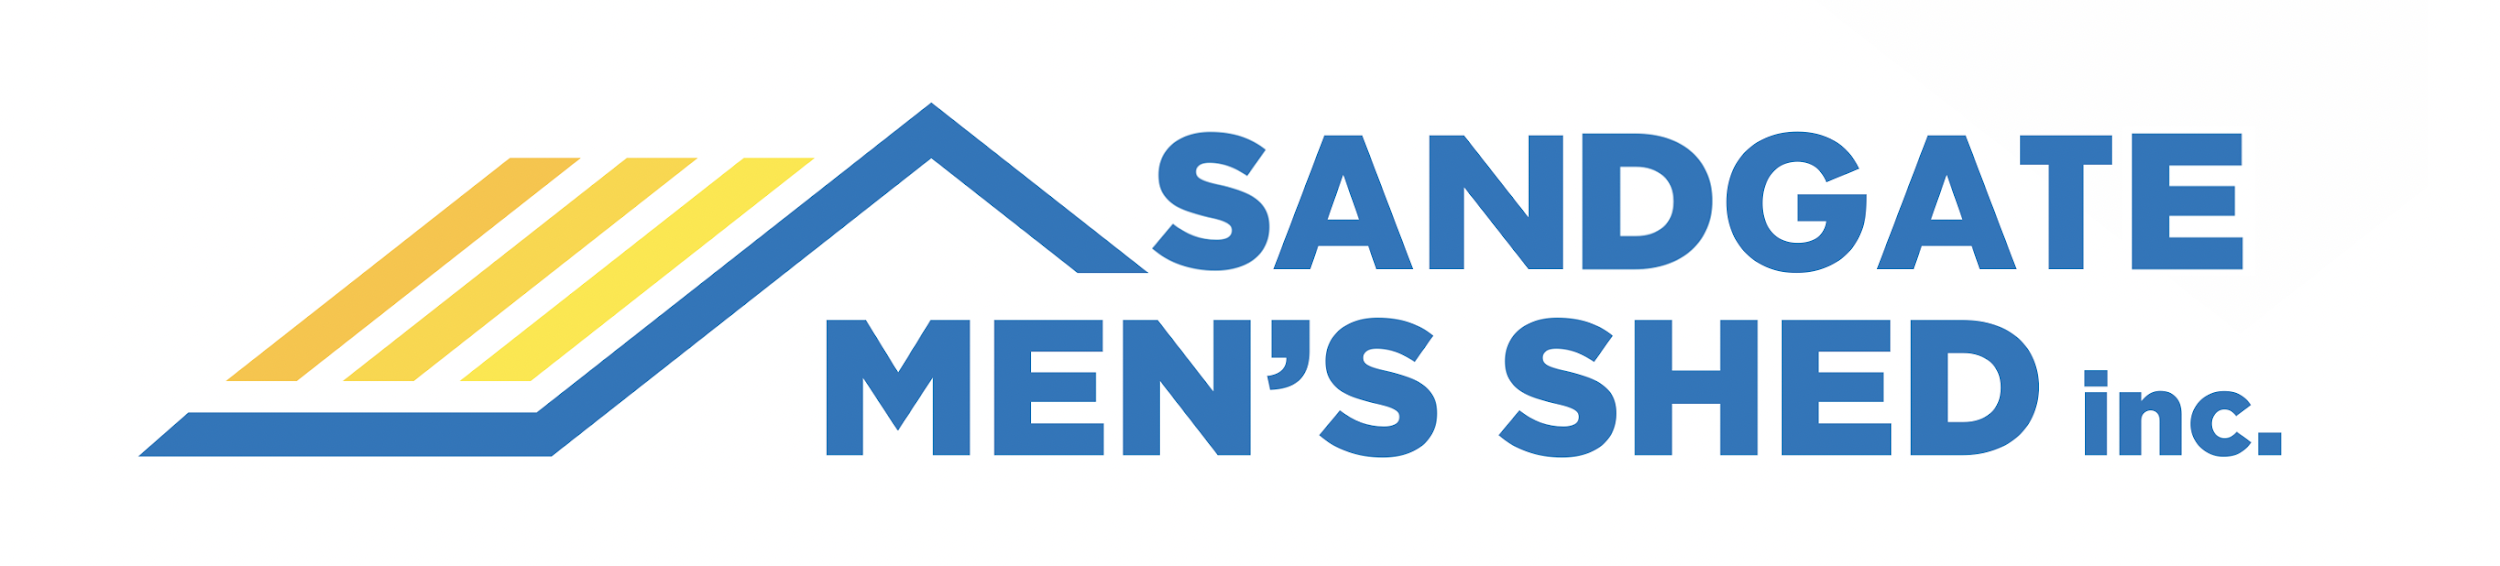 SANDGATE
MEN’S SHED inc.